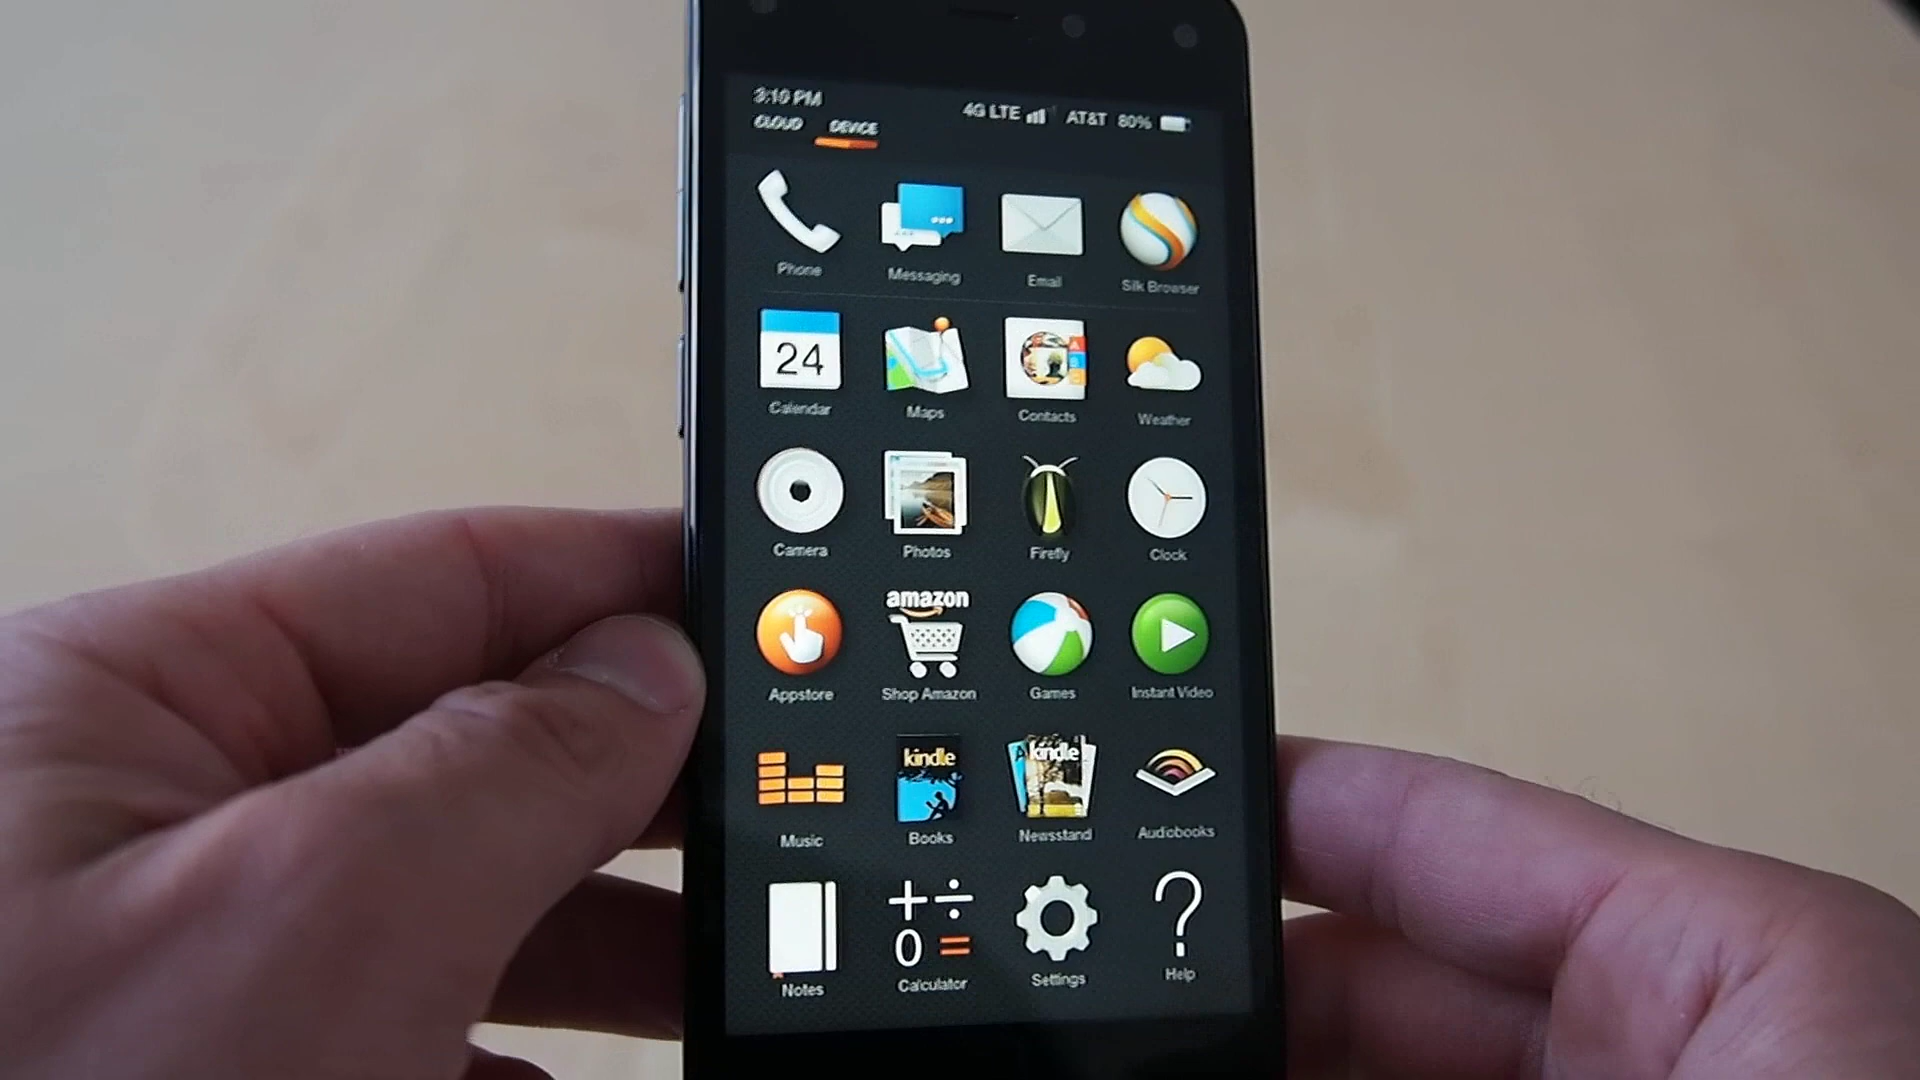 3:10 PM 4G LTE AT&T 80%
CLOUD DEVICE
Phone Messaging Email Silk Browser
24
Calendar Maps Contacts Weather
Camera Photos Firefly Clock
amazon
Appstore Shop Amazon Games Instant Video
kindle kindle
Music Books Newsstand Audiobooks
+ ÷
0 =
Notes Calculator Settings Help